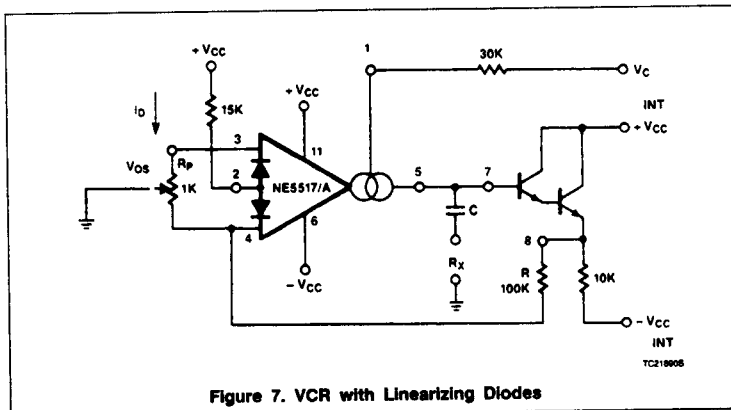 1
30K
VC
+ VCC
INT
+ VCC
ID
15K
+ VCC
3
11
5
7
VOS
RP
2
NE5517/A
1K
C
6
8
4
RX
R
100K
10K
− VCC
− VCC
INT
TC21890S
Figure 7. VCR with Linearizing Diodes